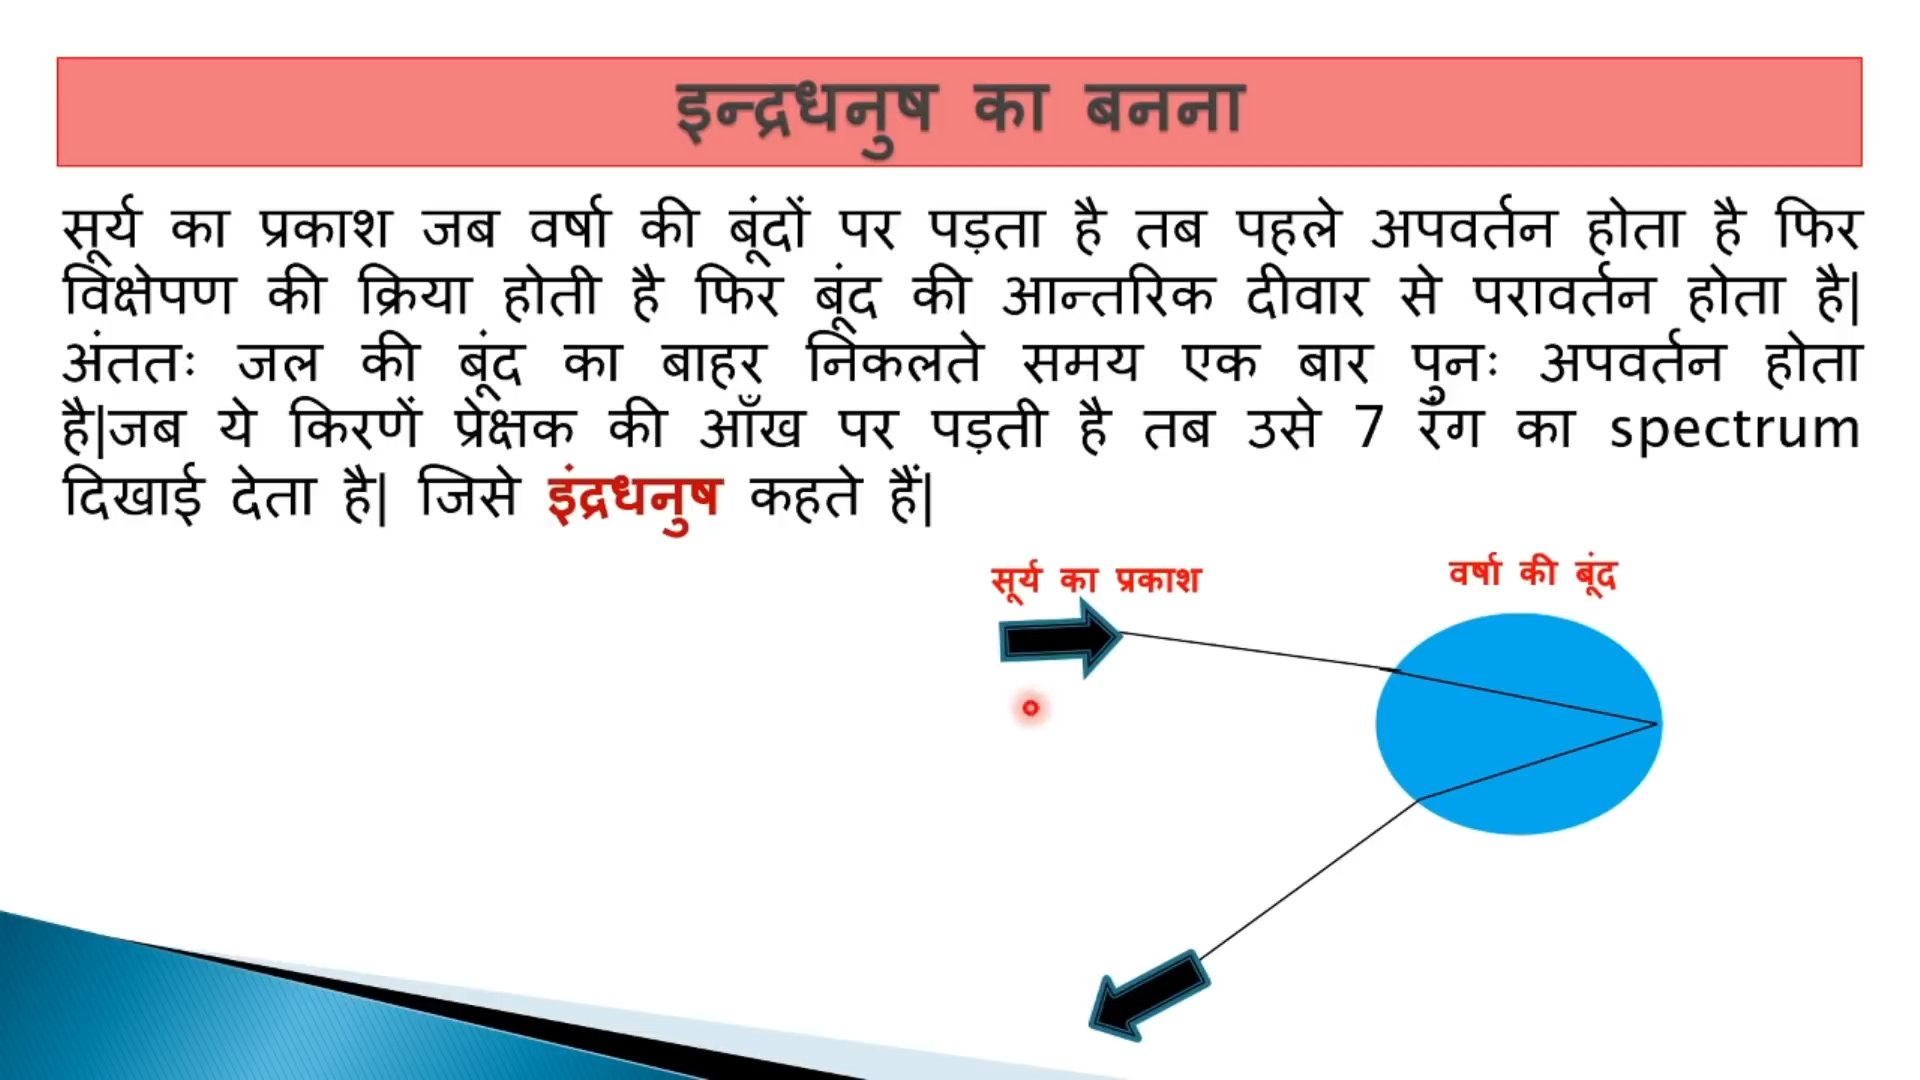 इन्द्रधनुष का बनना
सूर्य का प्रकाश जब वर्षा की बूंदों पर पड़ता है तब पहले अपवर्तन होता है फिर
विक्षेपण की क्रिया होती है फिर बूंद की आन्तरिक दीवार से परावर्तन होता है|
अंततः जल की बूंद का बाहर निकलते समय एक बार पुनः अपवर्तन होता
है|जब ये किरणें प्रेक्षक की आँख पर पड़ती है तब उसे 7 रंग का spectrum
दिखाई देता है| जिसे इंद्रधनुष कहते हैं|
सूर्य का प्रकाश
वर्षा की बूंद